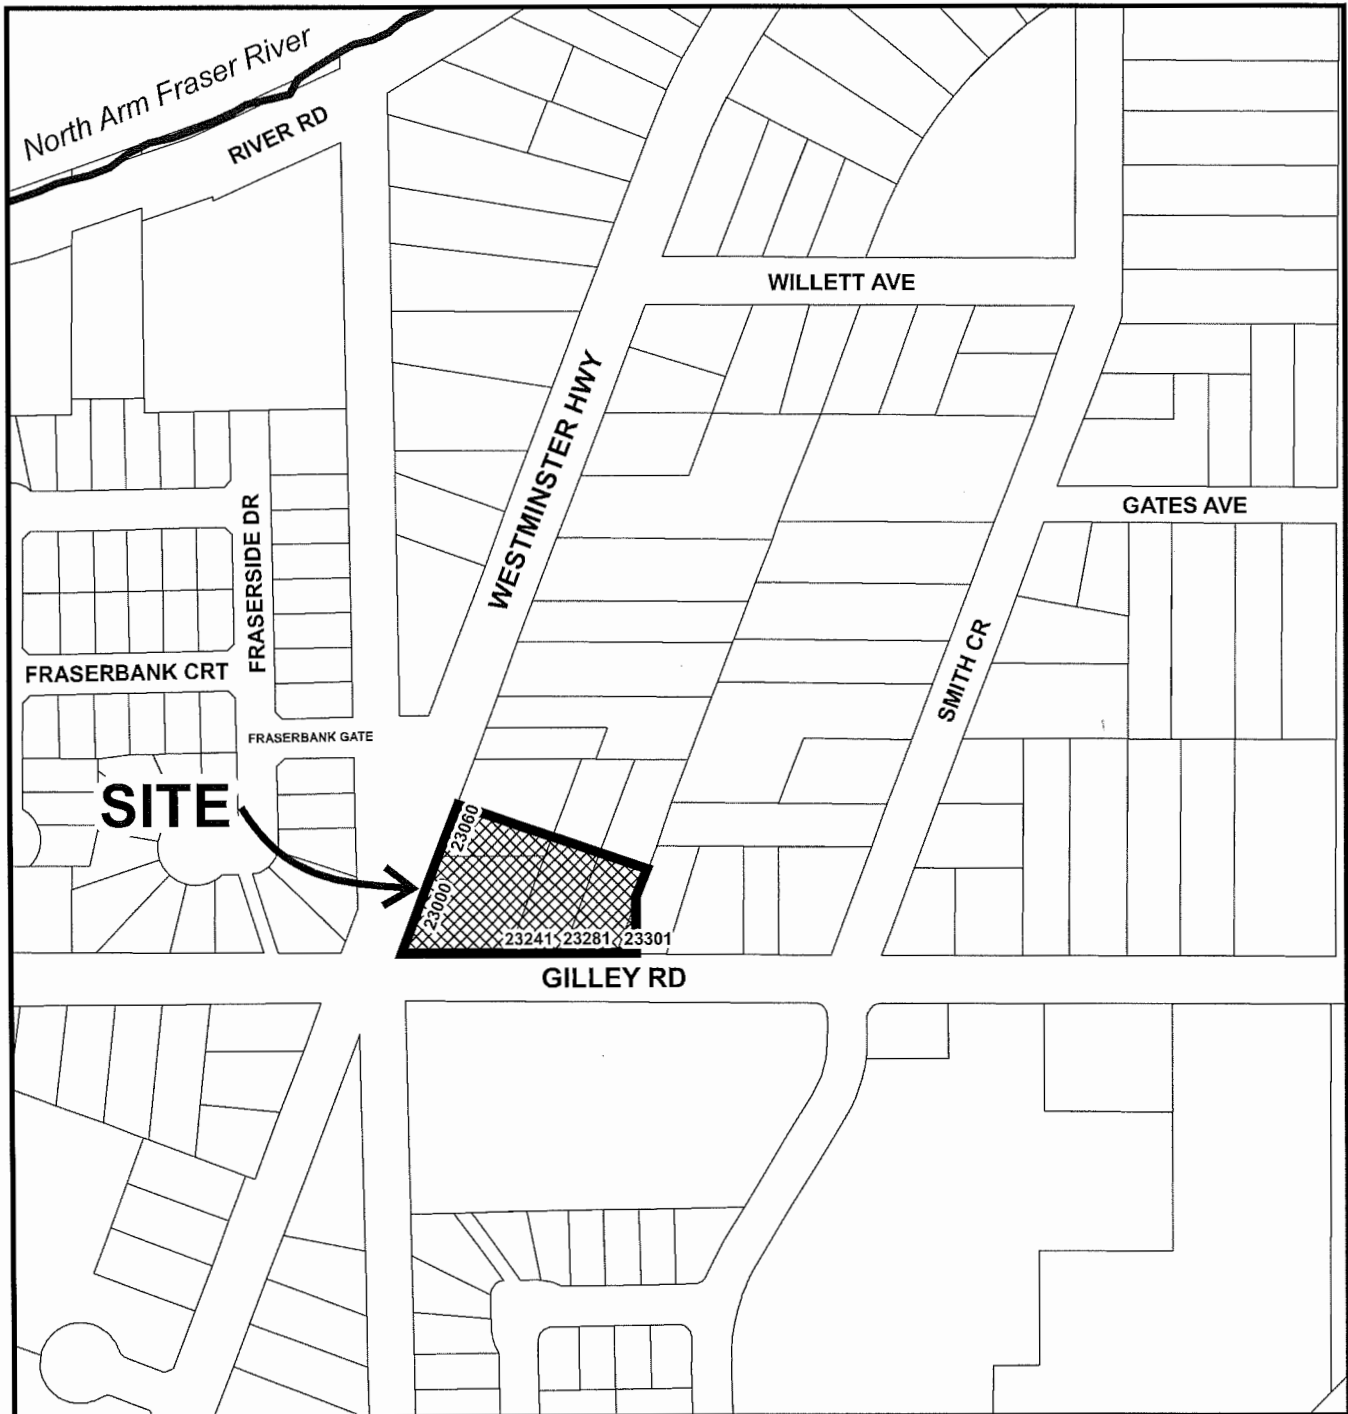 North Arm Fraser River
RIVER RD
WILLETT AVE
WESTMINSTER HWY
GATES AVE
FRASERSIDE DR
SMITH CR
FRASERBANK CRT
FRASERBANK GATE
SITE
23060
23000
23241 23281 23301
GILLEY RD